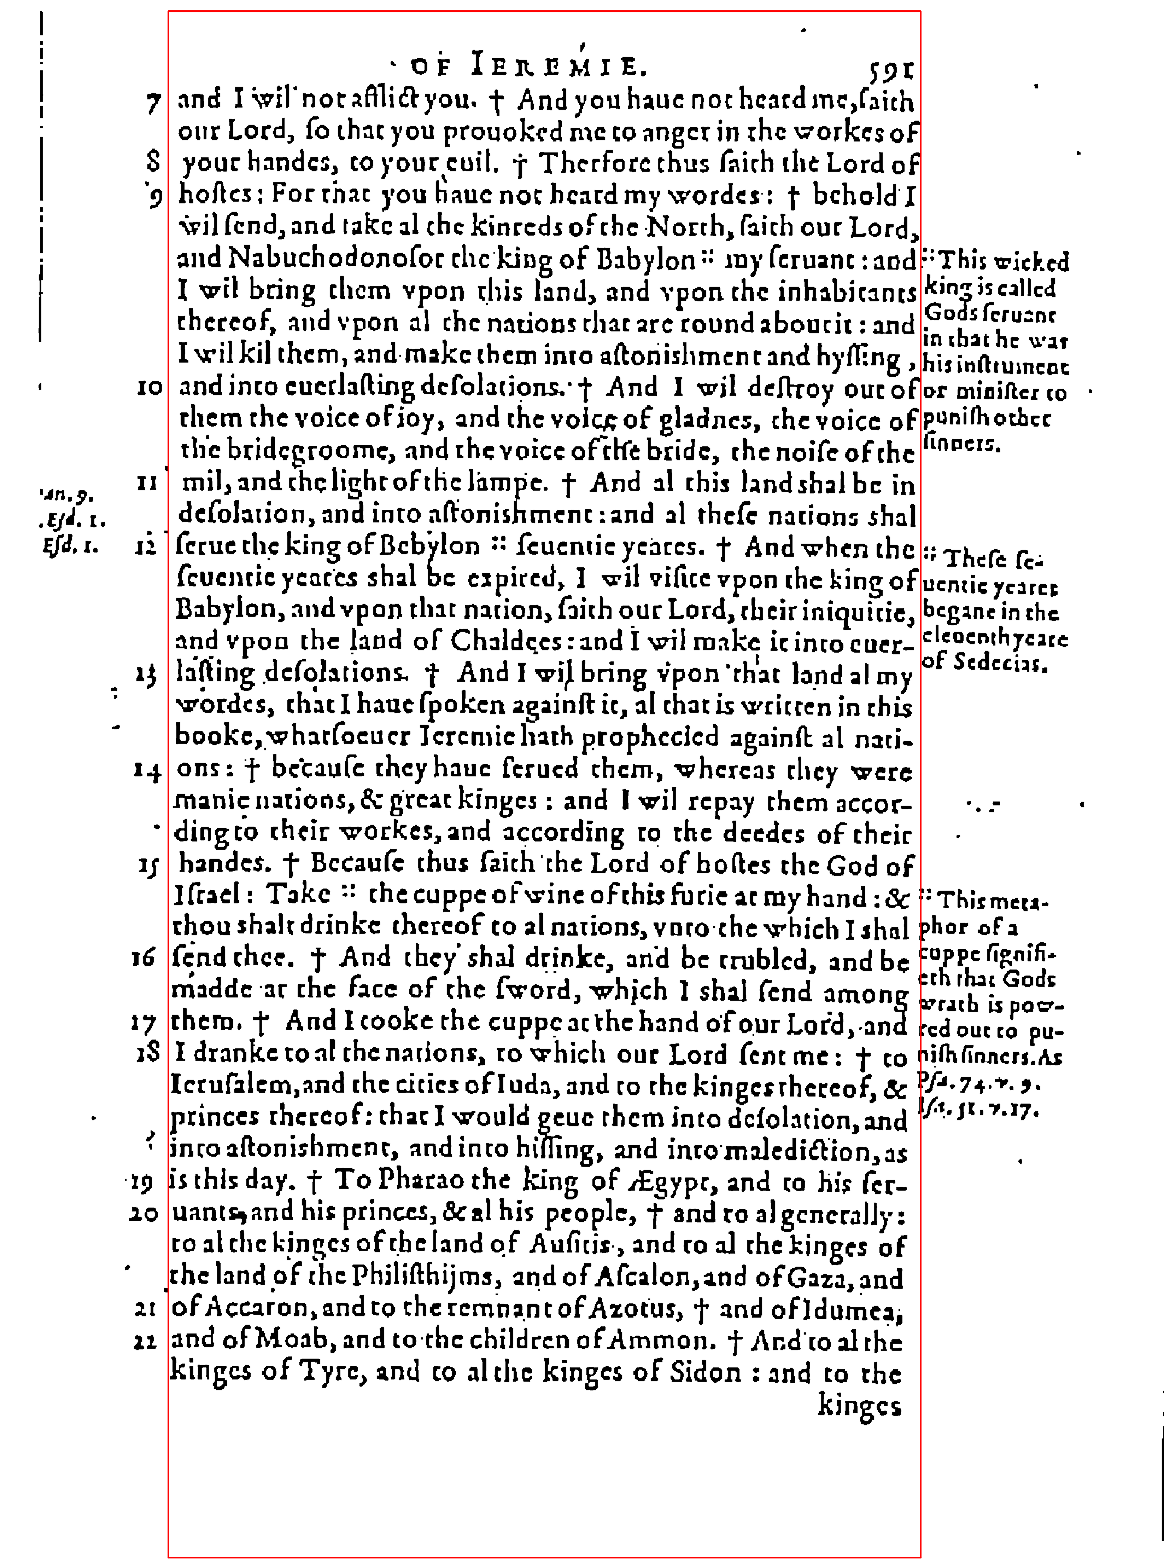 OF IEREMIE. 591
7 and I wil not afflict you. † And you haue not heard me, ſaith
our Lord, ſo that you prouoked me to anger in the workes of
8 your handes, to your euil. † Therfore thus ſaith the Lord of
9 hoſtes: For that you haue not heard my wordes: † behold I
wil ſend, and take al the kinreds of the North, ſaith our Lord,
and Nabuchodonoſor the king of Babylon :: my ſeruant: and
I wil bring them vpon this land, and vpon the inhabitants
thereof, and vpon al the nations that are round about it: and
I wil kil them, and make them into aſtonishment and hyſſing,
10 and into euerlaſting deſolations. † And I wil deſtroy out of
them the voice of ioy, and the voice of gladnes, the voice of
the bridegroome, and the voice of the bride, the noiſe of the
11 mil, and the light of the lampe. † And al this land shal be in
deſolation, and into aſtonishment: and al theſe nations shal
12 ſerue the king of Bebylon :: ſeuentie yeares. † And when the
ſeuentie yeares shal be expired, I wil viſite vpon the king of
Babylon, and vpon that nation, ſaith our Lord, their iniquitie,
and vpon the land of Chaldees: and I wil make it into euer-
13 laſting deſolations. † And I wil bring vpon that land al my
wordes, that I haue ſpoken againſt it, al that is written in this
booke, whatſoeuer Ieremie hath prophecied againſt al nati-
14 ons: † becauſe they haue ſerued them, whereas they were
manie nations, & great kinges: and I wil repay them accor-
ding to their workes, and according to the deedes of their
15 handes. † Becauſe thus ſaith the Lord of hoſtes the God of
Iſrael: Take :: the cuppe of wine of this furie at my hand: &
thou shalt drinke thereof to al nations, vnto the which I shal
16 ſend thee. † And they shal drinke, and be trubled, and be
madde at the face of the ſword, which I shal ſend among
17 them. † And I tooke the cuppe at the hand of our Lord, and
18 I dranke to al the nations, to which our Lord ſent me: † to
Ieruſalem, and the cities of Iuda, and to the kinges thereof, &
princes thereof: that I would geue them into deſolation, and
into aſtonishment, and into hiſſing, and into malediction, as
19 is this day. † To Pharao the king of Ægypt, and to his ſer-
20 uants, and his princes, & al his people, † and to al generally:
to al the kinges of the land of Auſitis, and to al the kinges of
the land of the Philiſthijms, and of Aſcalon, and of Gaza, and
21 of Accaron, and to the remnant of Azotus, † and of Idumea,
22 and of Moab, and to the children of Ammon. † And to al the
kinges of Tyre, and to al the kinges of Sidon: and to the
kinges
an. 9.
Eſd. 1.
Eſd. 1.
:: This wicked
king is called
Gods ſeruant
in that he was
his inſtrument
or miniſter to
puniſh other
ſinners.
:: Theſe ſe-
uentie yeares
begane in the
eleuenth yeare
of Sedecias.
:: This meta-
phor of a
cuppe ſignifi-
eth that Gods
wrath is pow-
red out to pu-
niſh ſinners. As
Pſa. 74. v. 9.
Iſa. 51. v. 17.